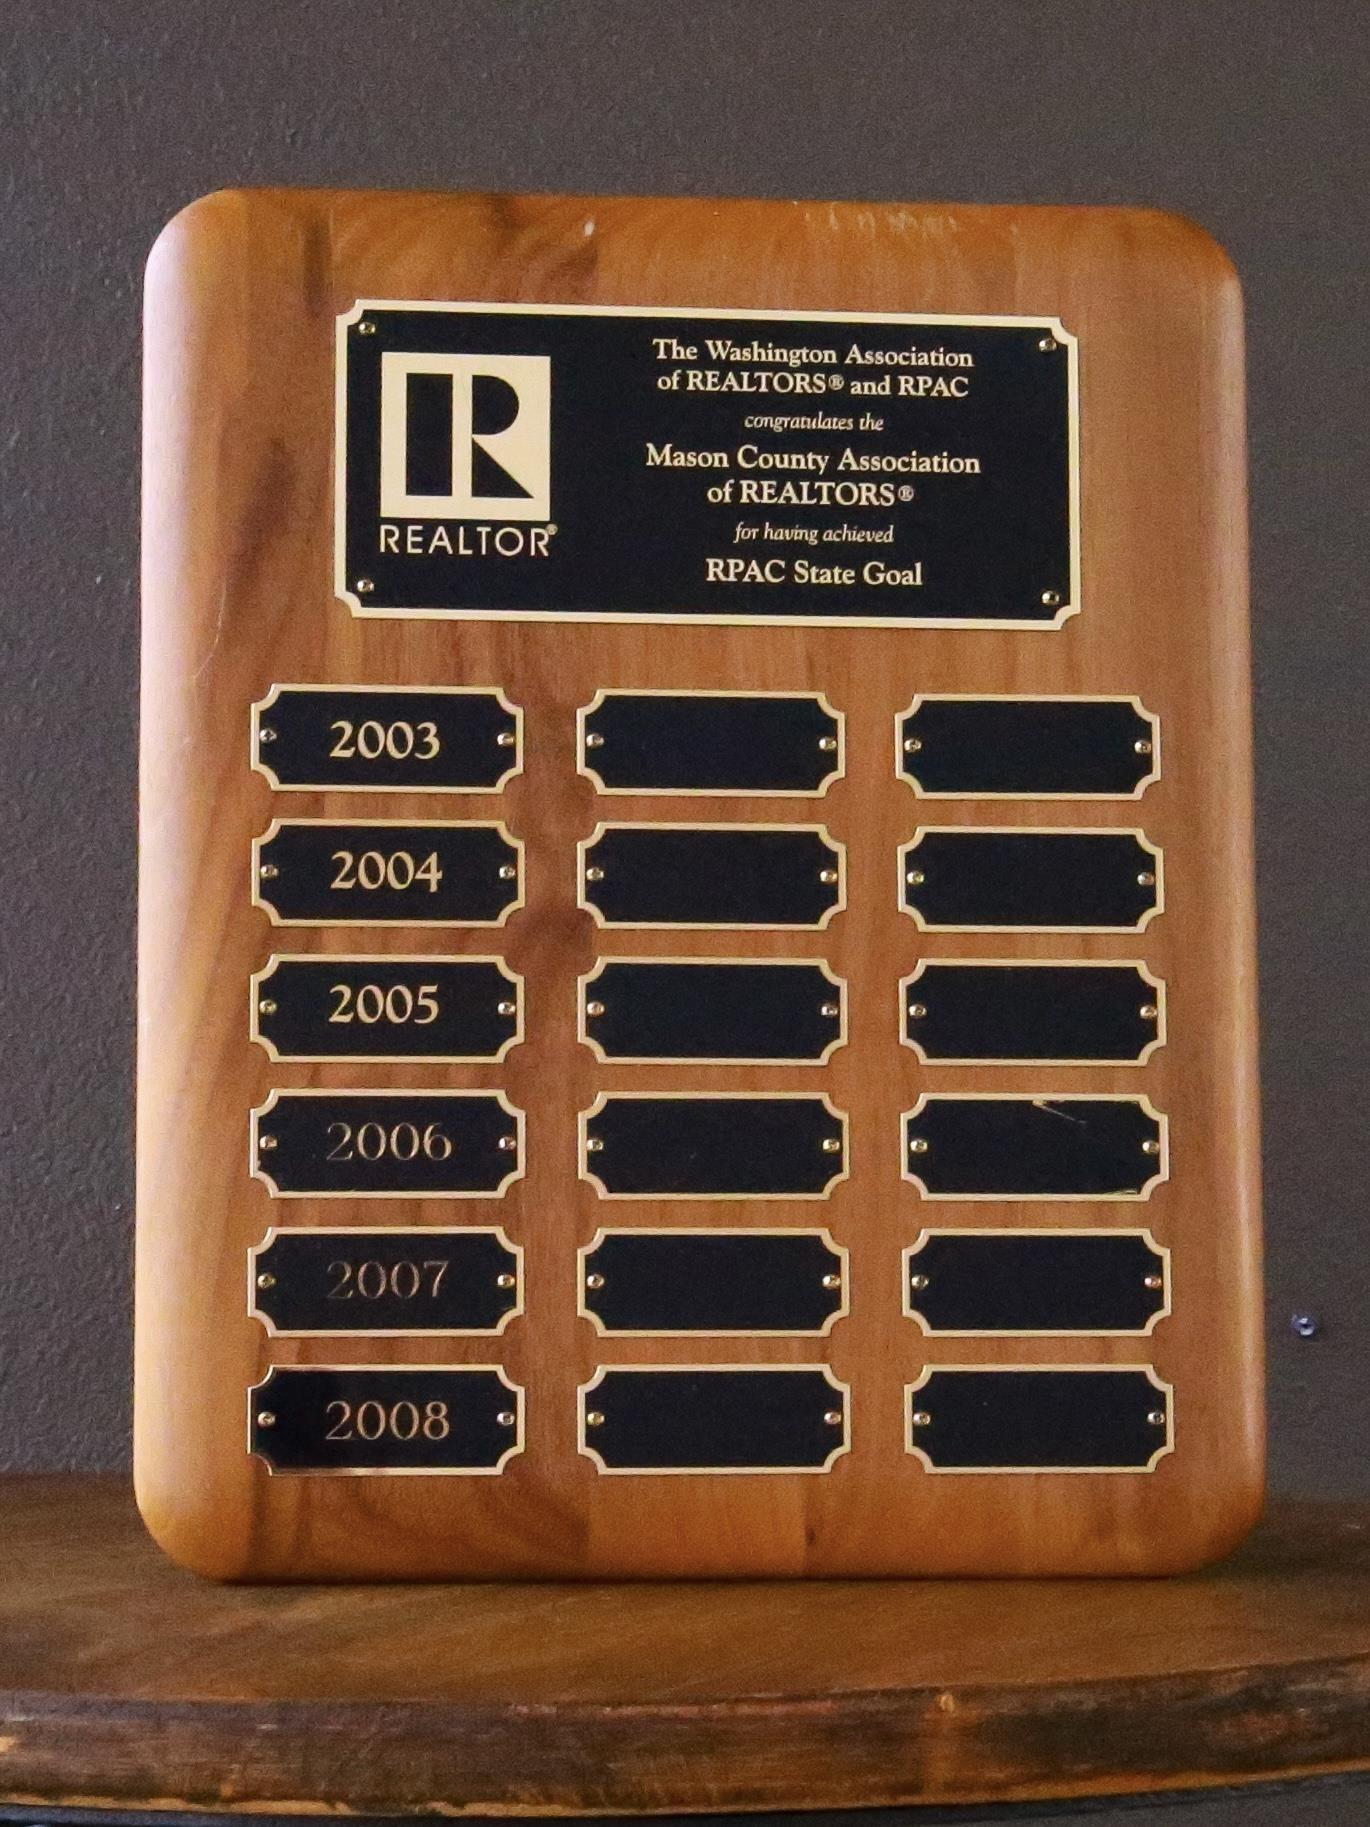 The Washington Association
of REALTORS® and RPAC
congratulates the
Mason County Association
of REALTORS®
for having achieved
RPAC State Goal
R
REALTOR®
2003
2004
2005
2006
2007
2008